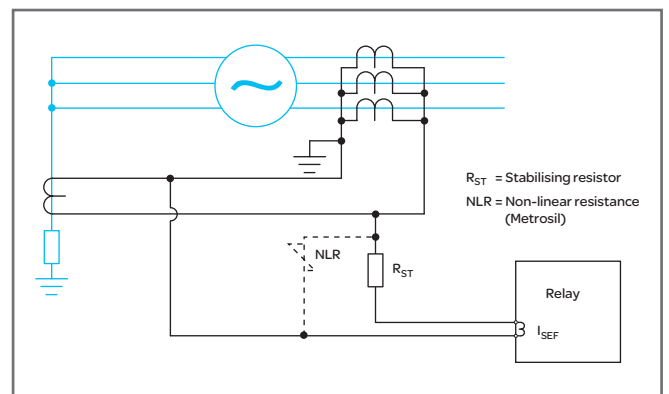 R_ST = Stabilising resistor
NLR = Non-linear resistance
(Metrosil)
NLR
R_ST
Relay
I_SEF